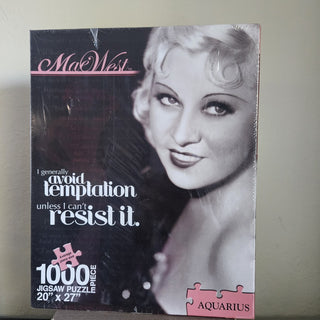 Mae West
I generally
avoid
temptation
unless I can't
resist it.
1000 PIECE
JIGSAW PUZZLE
20" x 27"
AQUARIUS